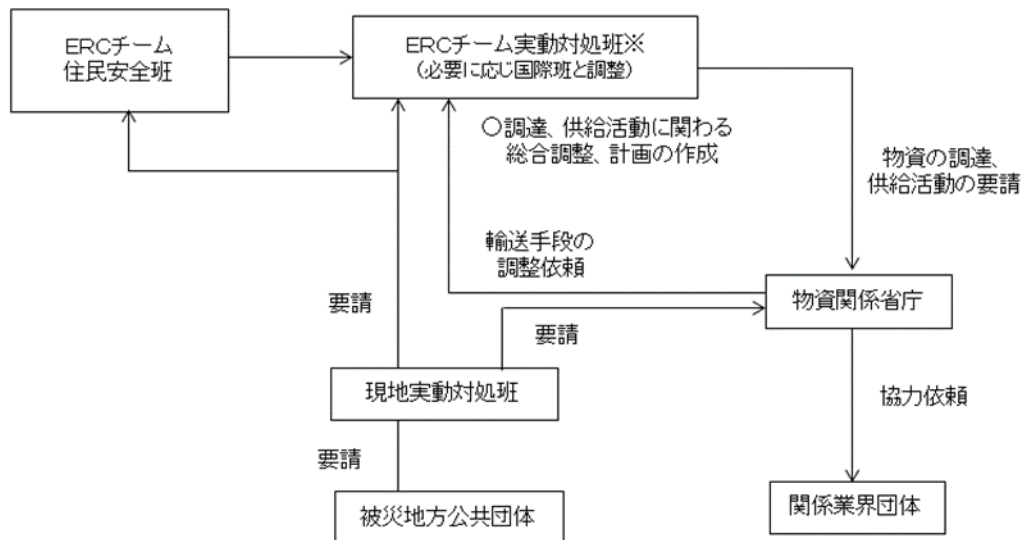 ERCチーム
住民安全班
ERCチーム実動対処班※
(必要に応じ国際班と調整)
○調達、供給活動に関わる
総合調整、計画の作成
物資の調達、
供給活動の要請
輸送手段の
調整依頼
物資関係省庁
要請
要請
現地実動対処班
協力依頼
要請
関係業界団体
被災地方公共団体